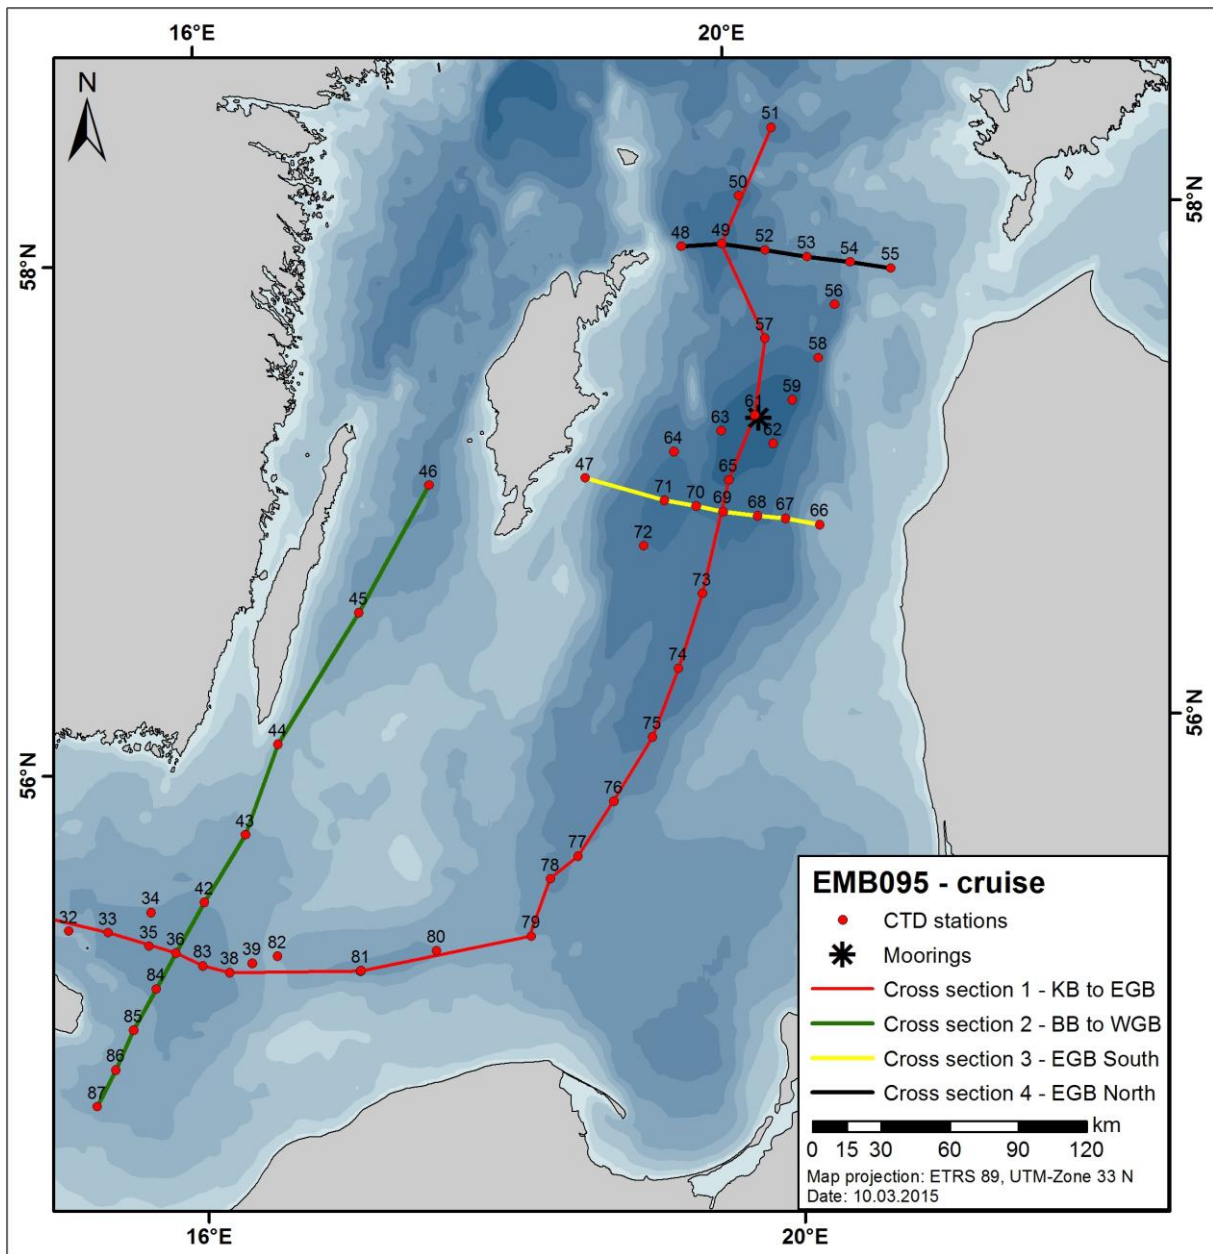 16°E
20°E
N
51
50
58°N
48
49
52
53
54
55
58°N
56
57
58
59
61
63
62
64
46
47
65
71
70
69
68
67
66
72
45
73
74
44
75
56°N
56°N
76
43
77
78
EMB095 - cruise
42
32
33
34
CTD stations
79
35
36
80
83
38
39
82
81
Moorings
84
Cross section 1 - KB to EGB
85
Cross section 2 - BB to WGB
86
Cross section 3 - EGB South
87
Cross section 4 - EGB North
km
0 15 30 60 90 120
Map projection: ETRS 89, UTM-Zone 33 N
Date: 10.03.2015
16°E
20°E